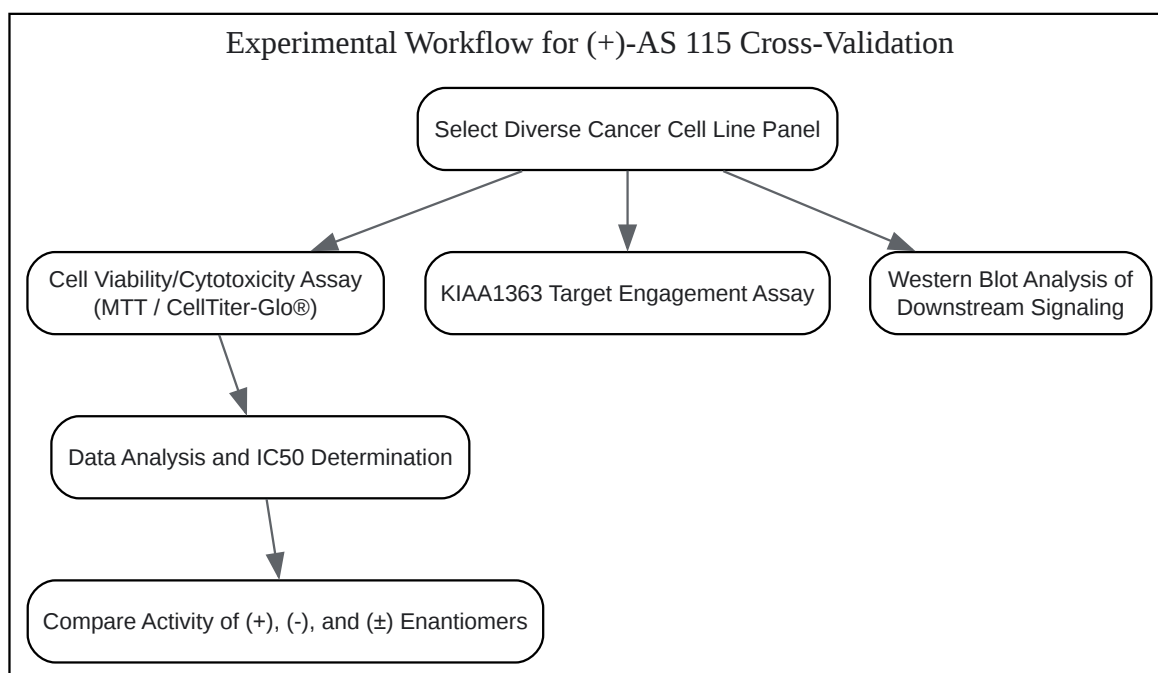 Experimental Workflow for (+)-AS 115 Cross-Validation
Select Diverse Cancer Cell Line Panel
Cell Viability/Cytotoxicity Assay
(MTT / CellTiter-Glo®)
KIAA1363 Target Engagement Assay
Western Blot Analysis of
Downstream Signaling
Data Analysis and IC50 Determination
Compare Activity of (+), (-), and (±) Enantiomers